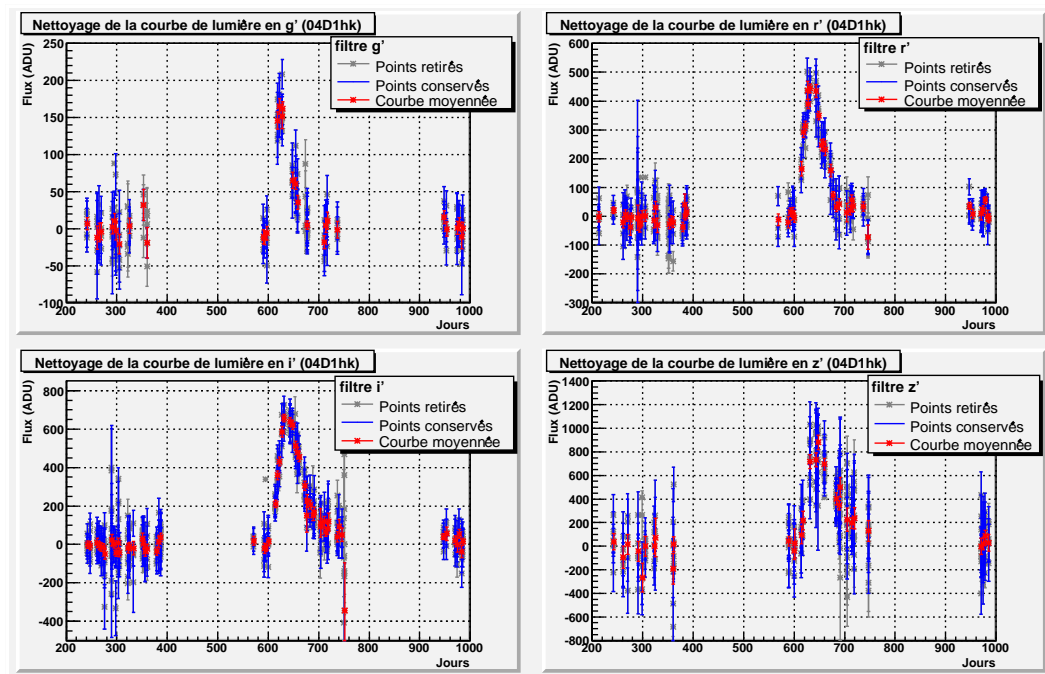 Nettoyage de la courbe de lumière en g' (04D1hk)
Flux (ADU)
filtre g'
Points retirés
Points conservés
Courbe moyennée
250
200
150
100
50
0
-50
-100
200 300 400 500 600 700 800 900 1000
Jours
Nettoyage de la courbe de lumière en r' (04D1hk)
Flux (ADU)
filtre r'
Points retirés
Points conservés
Courbe moyennée
600
500
400
300
200
100
0
-100
-200
-300
200 300 400 500 600 700 800 900 1000
Jours
Nettoyage de la courbe de lumière en i' (04D1hk)
Flux (ADU)
filtre i'
Points retirés
Points conservés
Courbe moyennée
800
600
400
200
0
-200
-400
200 300 400 500 600 700 800 900 1000
Jours
Nettoyage de la courbe de lumière en z' (04D1hk)
Flux (ADU)
filtre z'
Points retirés
Points conservés
Courbe moyennée
1400
1200
1000
800
600
400
200
0
-200
-400
-600
-800
200 300 400 500 600 700 800 900 1000
Jours